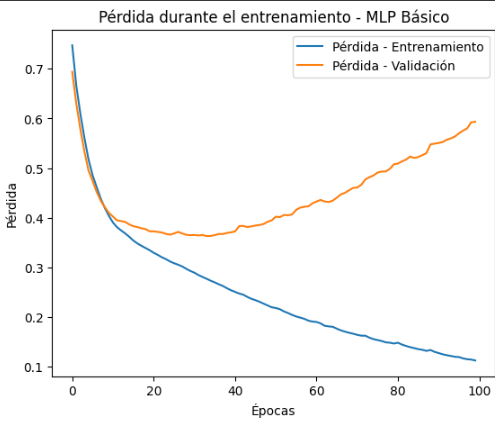 Pérdida durante el entrenamiento - MLP Básico
Pérdida - Entrenamiento
Pérdida - Validación
Pérdida
0.7
0.6
0.5
0.4
0.3
0.2
0.1
0 20 40 60 80 100
Épocas